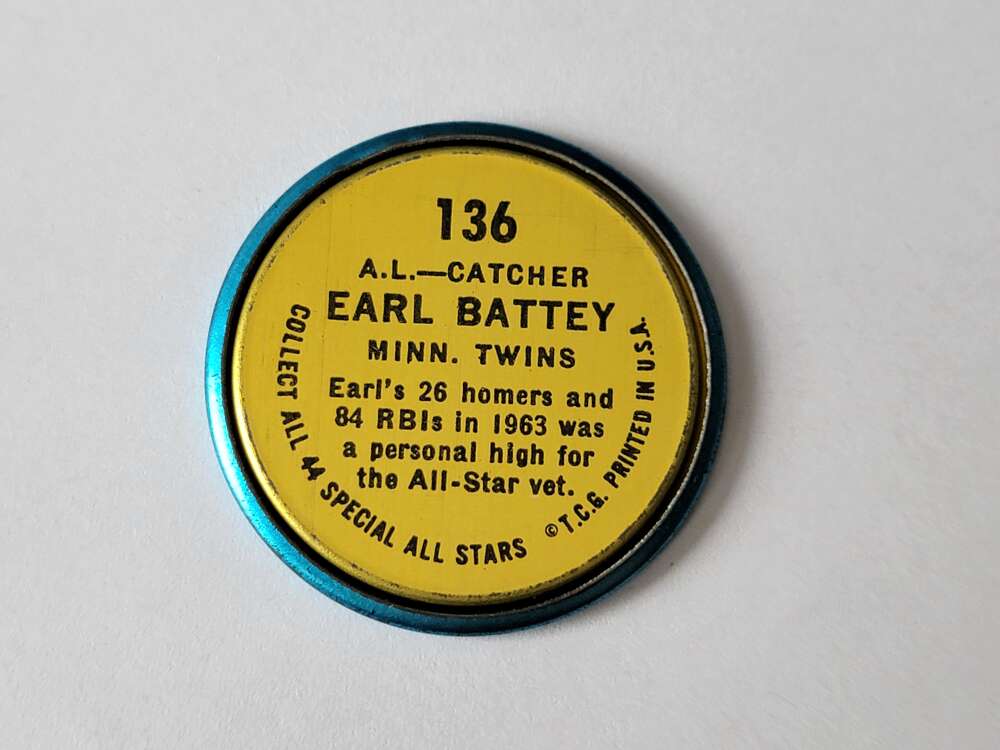 136
A.L.—CATCHER
EARL BATTEY
MINN. TWINS
Earl's 26 homers and
84 RBIs in 1963 was
a personal high for
the All-Star vet.
COLLECT ALL 44 SPECIAL ALL STARS
© T.C.G. PRINTED IN U.S.A.